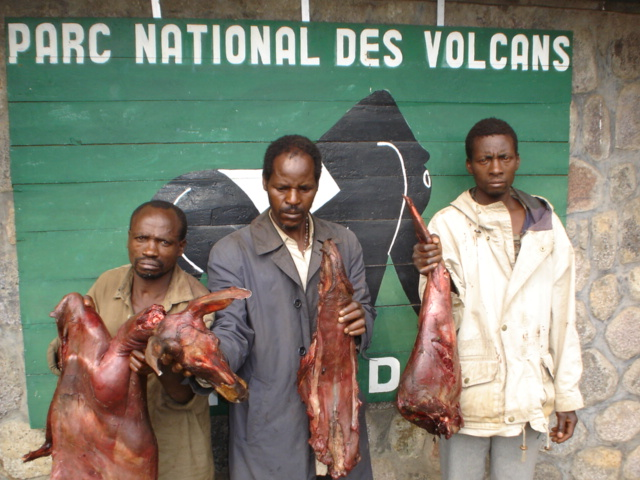 PARC NATIONAL DES VOLCANS
D